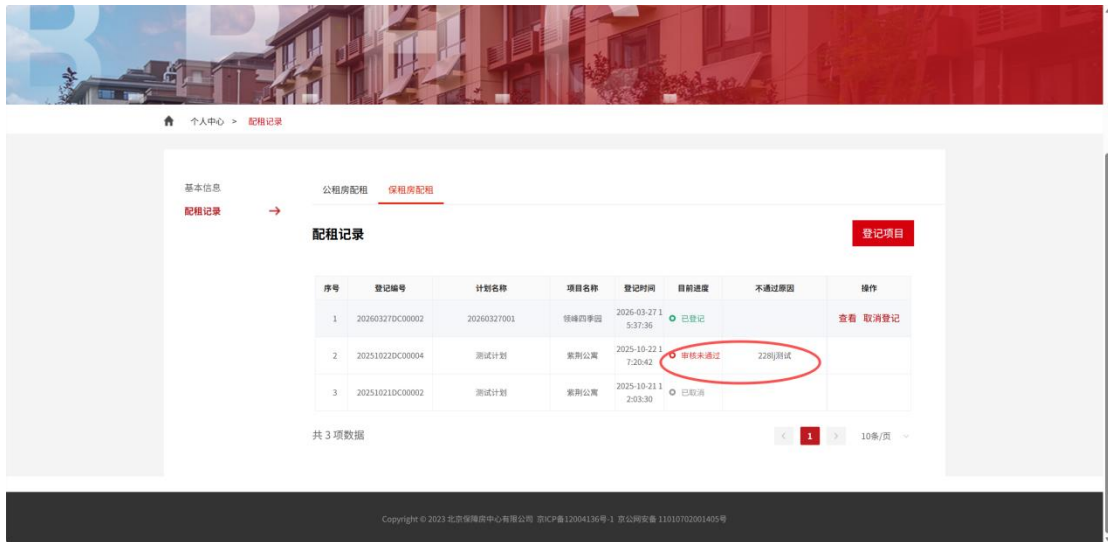 BPHC
个人中心 > 配租记录
基本信息
配租记录
公租房配租 保租房配租
配租记录
登记项目
序号 登记编号 计划名称 项目名称 登记时间 目前进度 不通过原因 操作
1 20260327DC00002 20260327001 领峰四季园 2026-03-27 1 已登记 查看 取消登记
5:37:36
2 20251022DC00004 测试计划 紫荆公寓 2025-10-22 1 审核未通过 228lj测试
7:20:42
3 20251021DC00002 测试计划 紫荆公寓 2025-10-21 1 已取消
2:03:30
共 3 项数据
< 1 > 10条/页
Copyright © 2023 北京保障房中心有限公司 京ICP备12004136号-1 京公网安备 11010702001405号